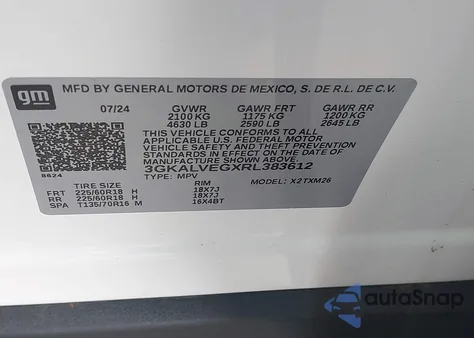 gm
MFD BY GENERAL MOTORS DE MEXICO, S. DE R.L. DE C.V.
07/24 GVWR GAWR FRT GAWR RR
2100 KG 1175 KG 1200 KG
4630 LB 2590 LB 2645 LB
THIS VEHICLE CONFORMS TO ALL
APPLICABLE U.S. FEDERAL MOTOR
VEHICLE SAFETY, BUMPER, AND THEFT
PREVENTION STANDARDS IN EFFECT ON
THE DATE OF MANUFACTURE SHOWN ABOVE.
3GKALVEGXRL383612
8624
TYPE: MPV MODEL: X2TXM26
TIRE SIZE RIM
FRT 225/60R18 H 18X7J
RR 225/60R18 H 18X7J
SPA T135/70R16 M 16X4BT
autoSnap